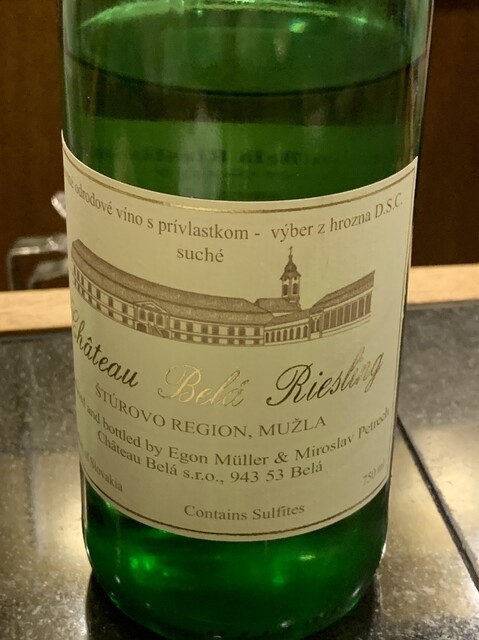 odrodové víno s prívlastkom - výber z hrozna D.S.C.
suché
Château Belá Riesling
ŠTÚROVO REGION, MUŽLA
and bottled by Egon Müller & Miroslav Petrech
Château Belá s.r.o., 943 53 Belá
Slovakia 750 ml
Contains Sulfites